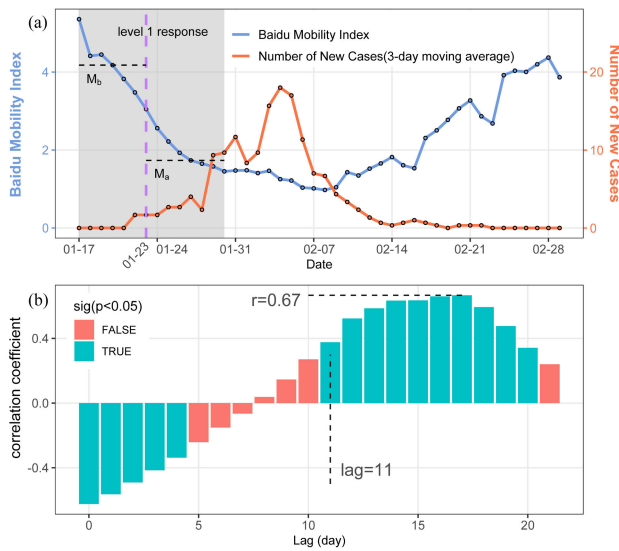 (a)
level 1 response
Baidu Mobility Index
Number of New Cases(3-day moving average)
Baidu Mobility Index
Number of New Cases
4
2
0
20
10
0
Mb
Ma
01-17
01-23
01-24
01-31
02-07
02-14
02-21
02-28
Date
(b)
sig(p<0.05)
FALSE
TRUE
r=0.67
lag=11
correlation coefficient
0.4
0.0
-0.4
0
5
10
15
20
Lag (day)